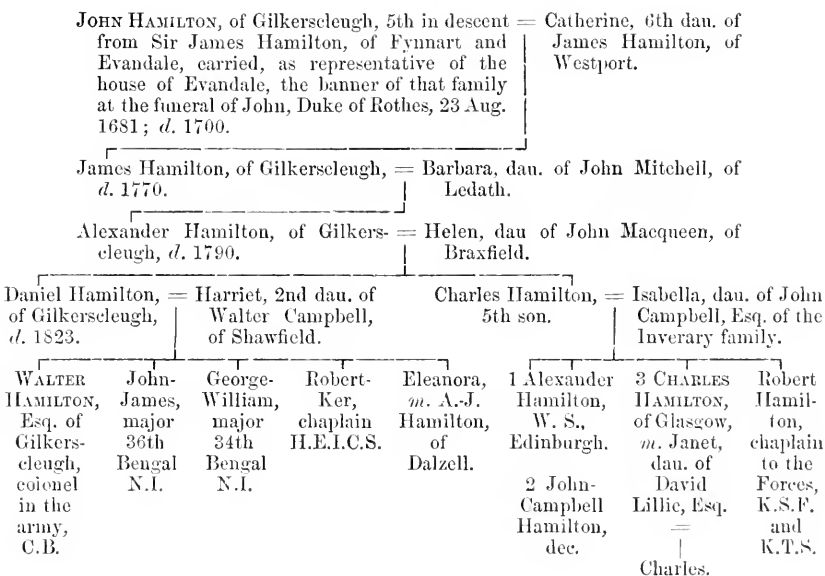 JOHN HAMILTON, of Gilkerscleugh, 5th in descent
from Sir James Hamilton, of Fynnart and
Evandale, carried, as representative of the
house of Evandale, the banner of that family
at the funeral of John, Duke of Rothes, 23 Aug.
1681; d. 1700.
= Catherine, 6th dau. of
James Hamilton, of
Westport.
James Hamilton, of Gilkerscleugh,
d. 1770.
= Barbara, dau. of John Mitchell, of
Ledath.
Alexander Hamilton, of Gilkers-
cleugh, d. 1790.
= Helen, dau of John Macqueen, of
Braxfield.
Daniel Hamilton,
of Gilkerscleugh,
d. 1823.
= Harriet, 2nd dau. of
Walter Campbell,
of Shawfield.
Charles Hamilton,
5th son.
= Isabella, dau. of John
Campbell, Esq. of the
Inverary family.
WALTER
HAMILTON,
Esq. of
Gilkers-
cleugh,
colonel
in the
army,
C.B.
John-
James,
major
36th
Bengal
N.I.
George-
William,
major
34th
Bengal
N.I.
Robert-
Ker,
chaplain
H.E.I.C.S.
Eleanora,
m. A.-J.
Hamilton,
of
Dalzell.
1 Alexander
Hamilton,
W. S.,
Edinburgh.
2 John-
Campbell
Hamilton,
dec.
3 CHARLES
HAMILTON,
of Glasgow,
m. Janet,
dau. of
David
Lillie, Esq.
=
Charles.
Robert
Hamil-
ton,
chaplain
to the
Forces,
K.S.F.
and
K.T.S.